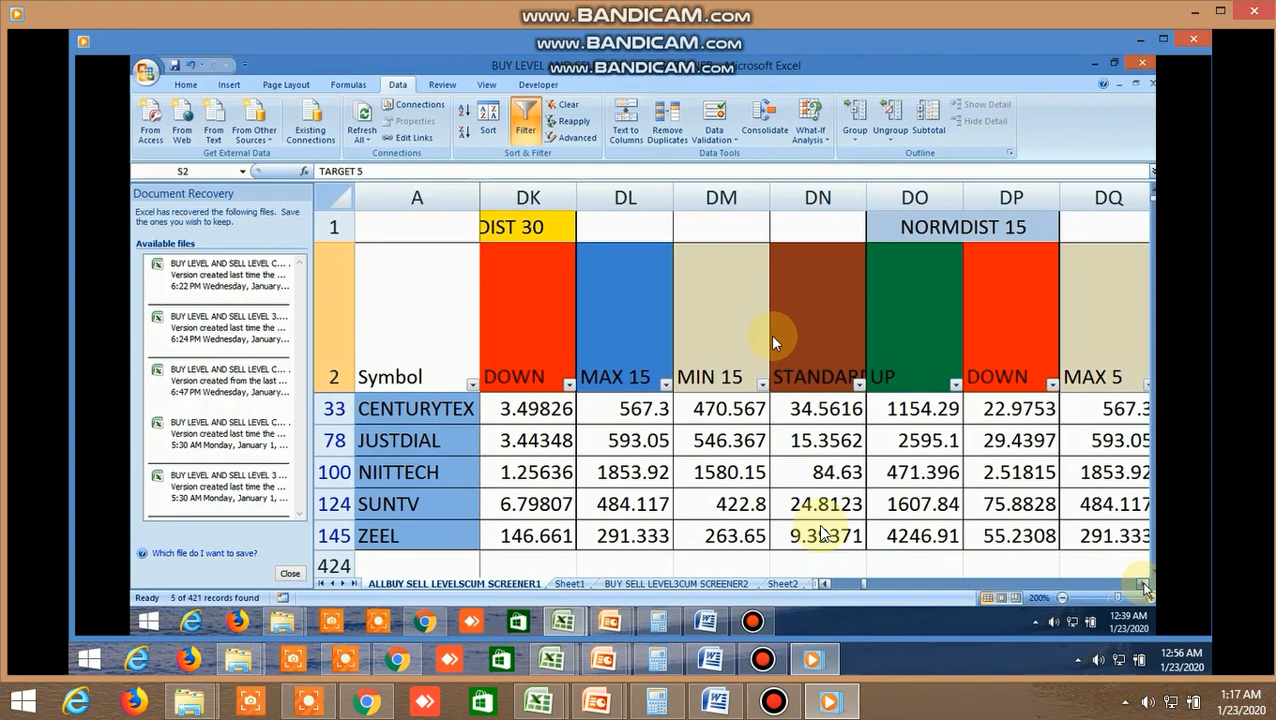 www.BANDICAM.com
www.BANDICAM.com
BUY LEVEL AN
www.BANDICAM.com
Microsoft Excel
Home Insert Page Layout Formulas Data Review View Developer
From Access
From Web
From Text
From Other Sources
Existing Connections
Get External Data
Refresh All
Connections
Properties
Edit Links
Connections
Sort
Filter
Clear
Reapply
Advanced
Sort & Filter
Text to Columns
Remove Duplicates
Data Validation
Consolidate
What-If Analysis
Data Tools
Group
Ungroup
Subtotal
Show Detail
Hide Detail
Outline
S2 fx TARGET 5
Document Recovery
Excel has recovered the following files. Save
the ones you wish to keep.
Available files
BUY LEVEL AND SELL LEVEL C... .
Version created last time the ...
6:22 PM Wednesday, January...
BUY LEVEL AND SELL LEVEL 3....
Version created last time the ...
6:24 PM Wednesday, January...
BUY LEVEL AND SELL LEVEL C... .
Version created from the last ...
6:47 PM Wednesday, January...
BUY LEVEL AND SELL LEVEL C... .
Version created last time the ...
5:30 AM Monday, January 1, ...
BUY LEVEL AND SELL LEVEL 3 ...
Version created last time the ...
5:30 AM Monday, January 1, ...
Which file do I want to save?
Close
A DK DL DM DN DO DP DQ
1 DIST 30 NORMDIST 15
2 Symbol DOWN MAX 15 MIN 15 STANDAR UP DOWN MAX 5
33 CENTURYTEX 3.49826 567.3 470.567 34.5616 1154.29 22.9753 567.3
78 JUSTDIAL 3.44348 593.05 546.367 15.3562 2595.1 29.4397 593.05
100 NIITTECH 1.25636 1853.92 1580.15 84.63 471.396 2.51815 1853.92
124 SUNTV 6.79807 484.117 422.8 24.8123 1607.84 75.8828 484.117
145 ZEEL 146.661 291.333 263.65 4246.91 55.2308 291.333
424
ALLBUY SELL LEVELSCUM SCREENER1 Sheet1 BUY SELL LEVEL3CUM SCREENER2 Sheet2
Ready 5 of 421 records found 200%
12:39 AM
1/23/2020
12:56 AM
1/23/2020
1:17 AM
1/23/2020